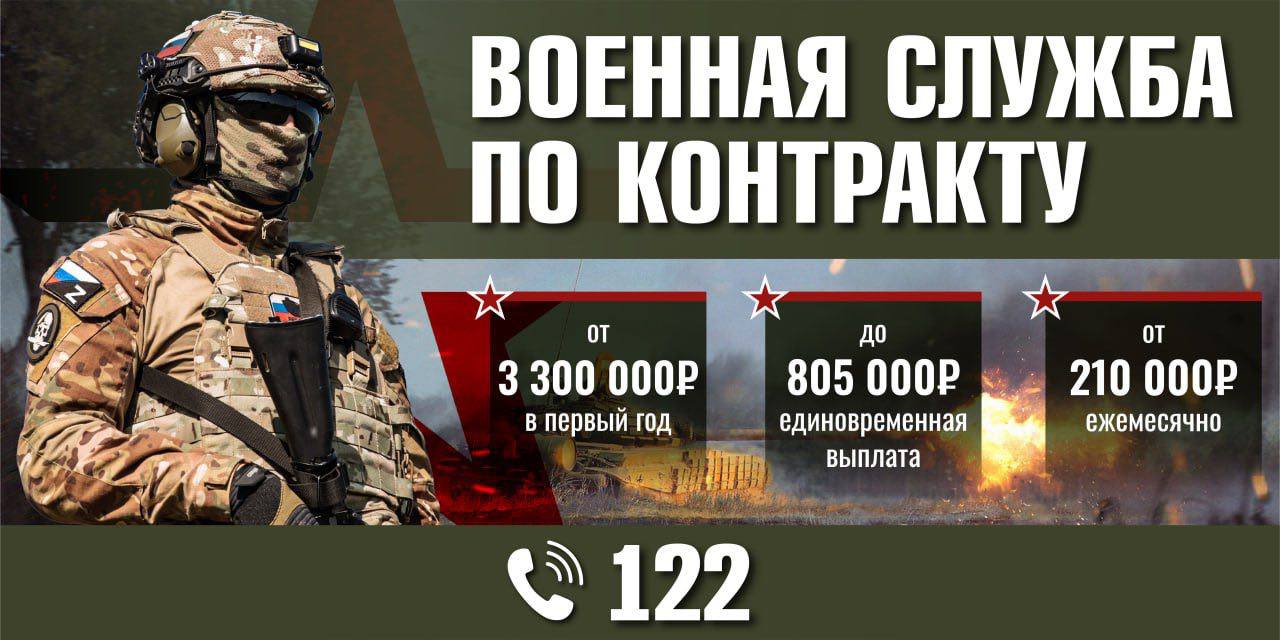 ВОЕННАЯ СЛУЖБА
ПО КОНТРАКТУ
от
3 300 000₽
в первый год
до
805 000₽
единовременная
выплата
от
210 000₽
ежемесячно
Z
122